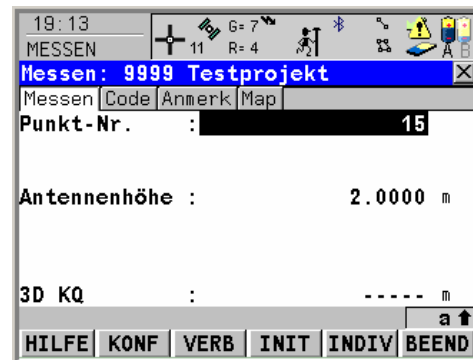 19:13
MESSEN
11
G= 7
R= 4
A B
Messen: 9999 Testprojekt
Messen Code Anmerk Map
Punkt-Nr. : 15
Antennenhöhe : 2.0000 m
3D KQ : ----- m
a
HILFE KONF VERB INIT INDIV BEEND